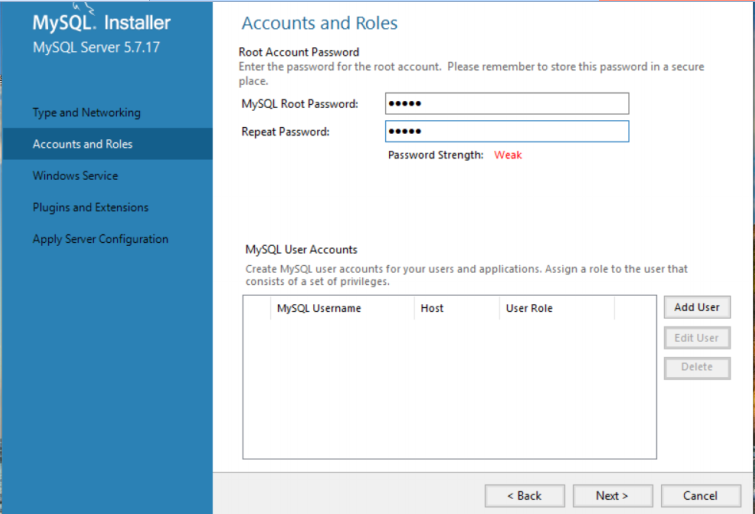 MySQL. Installer
MySQL Server 5.7.17
Type and Networking
Accounts and Roles
Windows Service
Plugins and Extensions
Apply Server Configuration
Accounts and Roles
Root Account Password
Enter the password for the root account. Please remember to store this password in a secure
place.
MySQL Root Password: •••••
Repeat Password: •••••
Password Strength: Weak
MySQL User Accounts
Create MySQL user accounts for your users and applications. Assign a role to the user that
consists of a set of privileges.
MySQL Username Host User Role
Add User
Edit User
Delete
< Back Next > Cancel